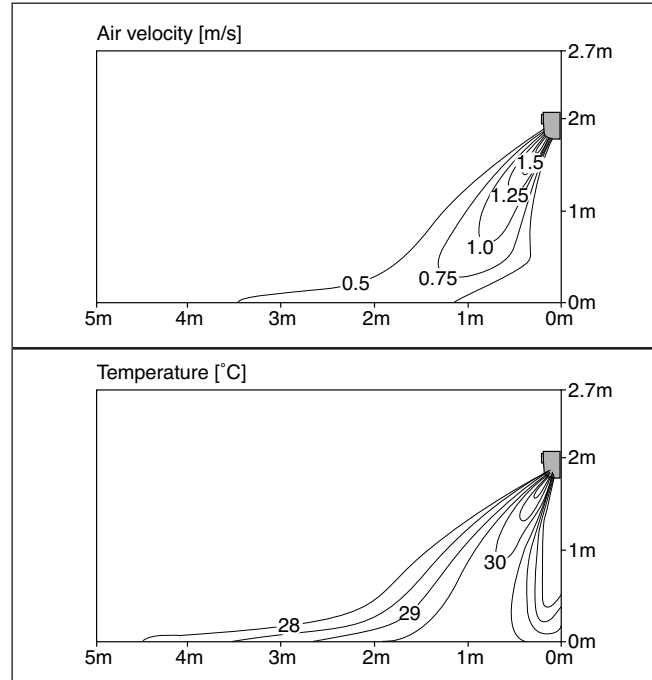 Air velocity [m/s]
2.7m
2m
1.5
1.25
1m
1.0
0.75
0.5
0m
5m 4m 3m 2m 1m 0m
Temperature [˚C]
2.7m
2m
1m
30
29
28
0m
5m 4m 3m 2m 1m 0m